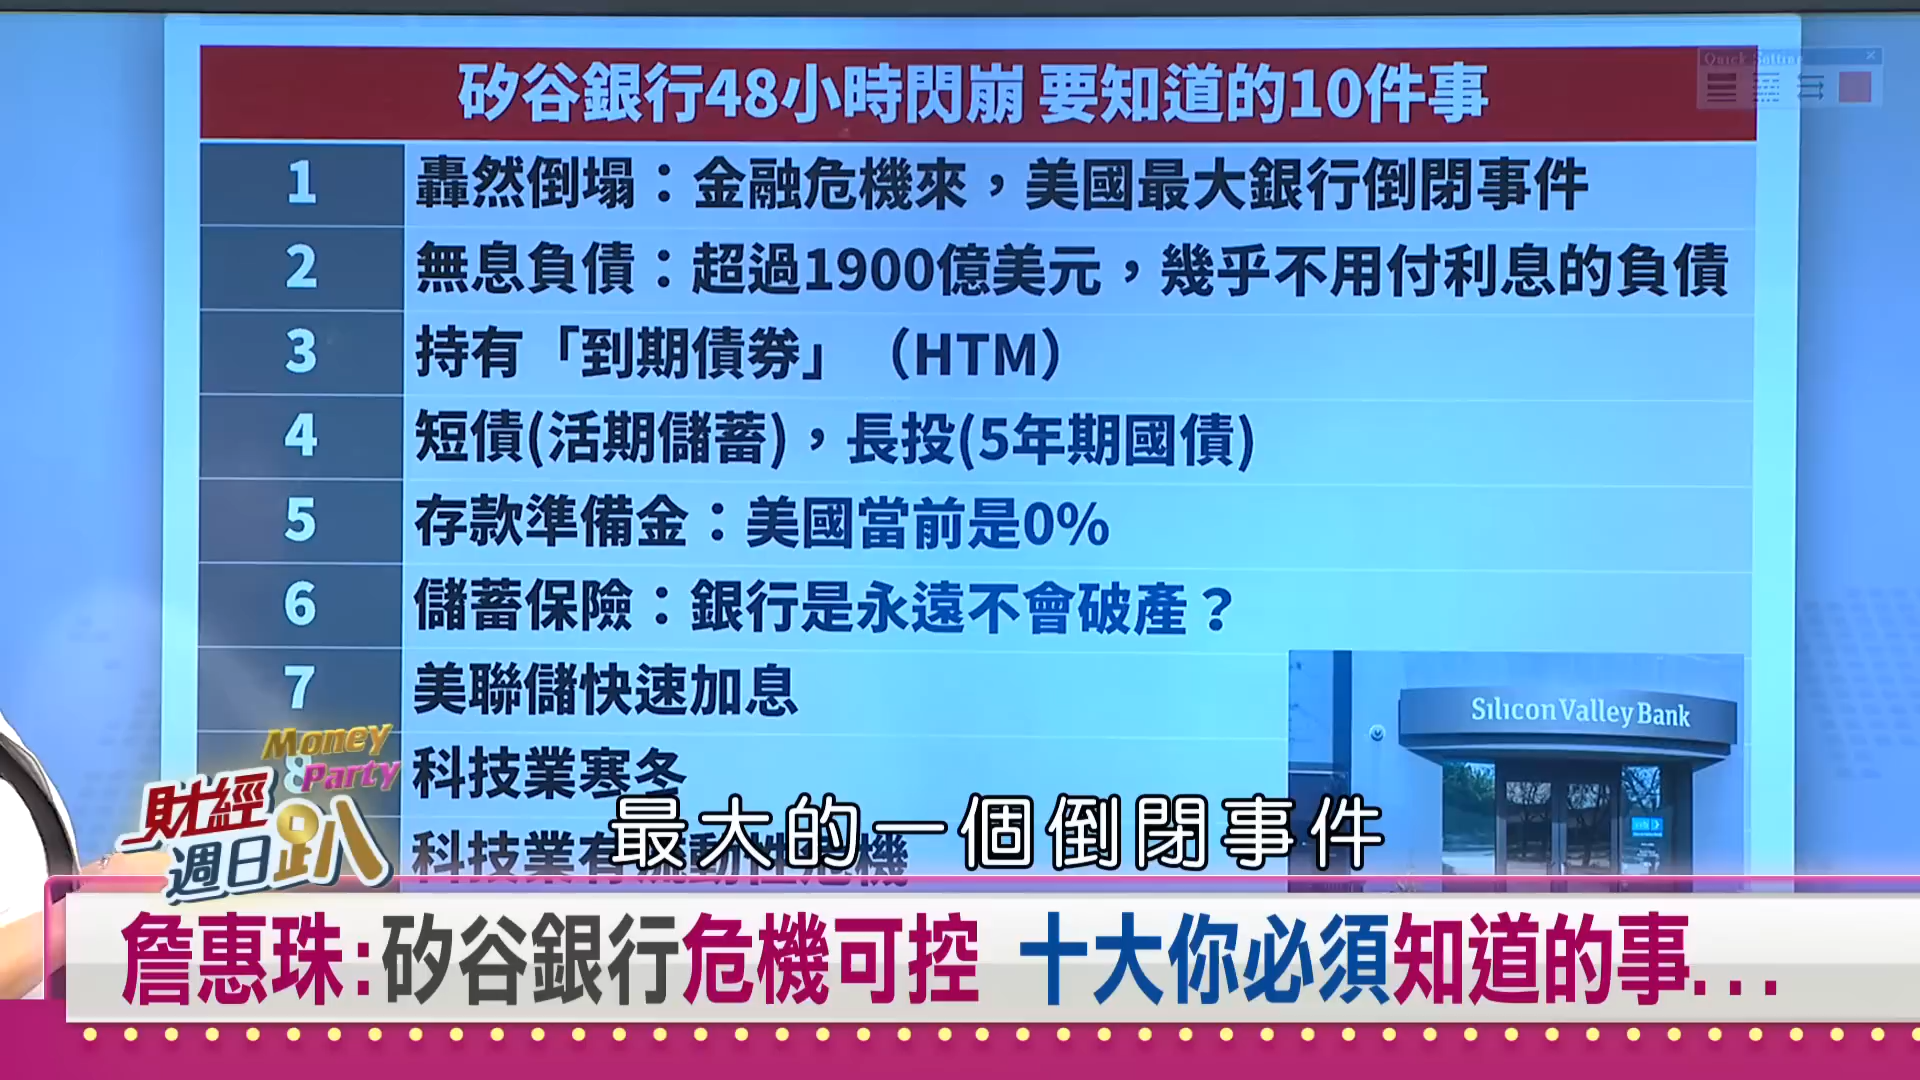 矽谷銀行48小時閃崩 要知道的10件事
1 轟然倒塌：金融危機來，美國最大銀行倒閉事件
2 無息負債：超過1900億美元，幾乎不用付利息的負債
3 持有「到期債券」（HTM）
4 短債(活期儲蓄)，長投(5年期國債)
5 存款準備金：美國當前是0%
6 儲蓄保險：銀行是永遠不會破產？
7 美聯儲快速加息
8 科技業寒冬
科技業有流動性危機
Silicon Valley Bank
Money
Party
財經
週日趴
最大的一個倒閉事件
詹惠珠:矽谷銀行危機可控 十大你必須知道的事...